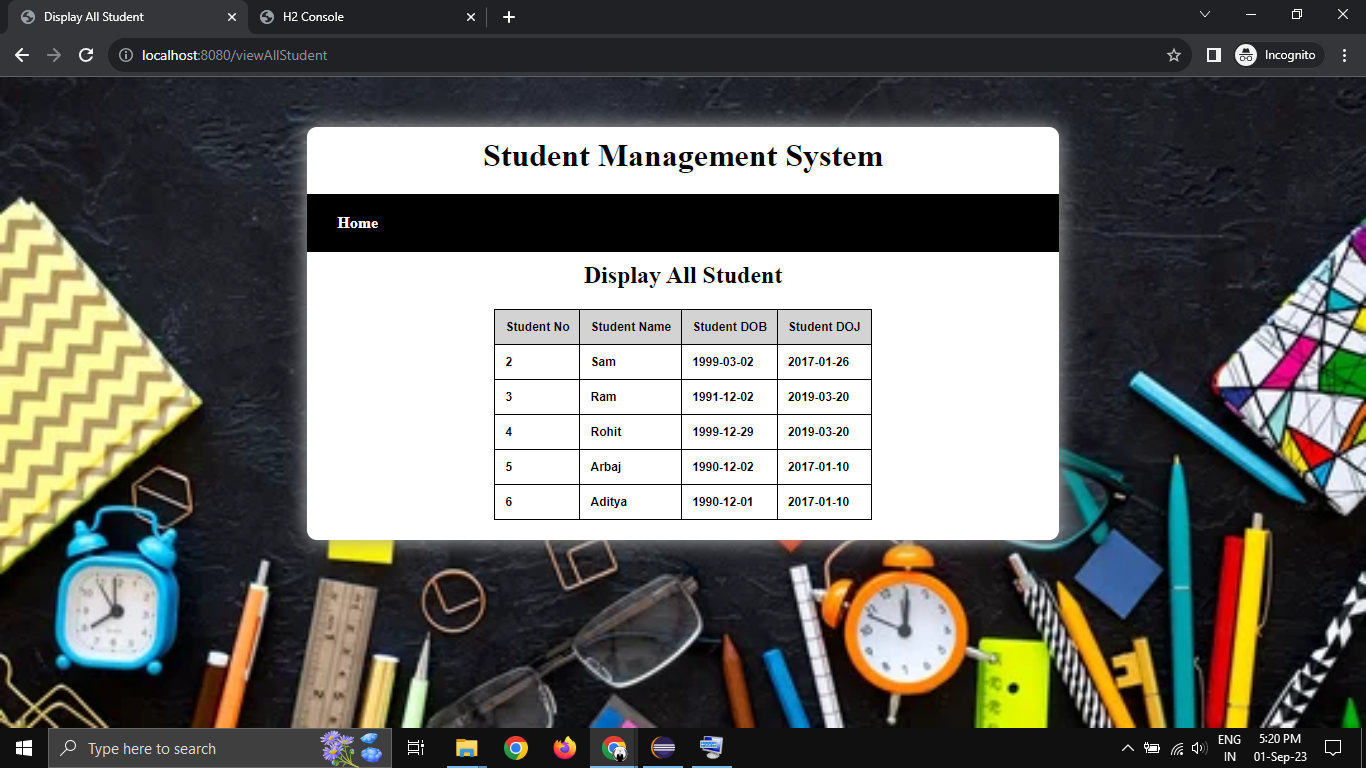 Display All Student
H2 Console
localhost:8080/viewAllStudent
Incognito
Student Management System
Home
Display All Student
Student No Student Name Student DOB Student DOJ
2 Sam 1999-03-02 2017-01-26
3 Ram 1991-12-02 2019-03-20
4 Rohit 1999-12-29 2019-03-20
5 Arbaj 1990-12-02 2017-01-10
6 Aditya 1990-12-01 2017-01-10
Type here to search
ENG 5:20 PM
IN 01-Sep-23